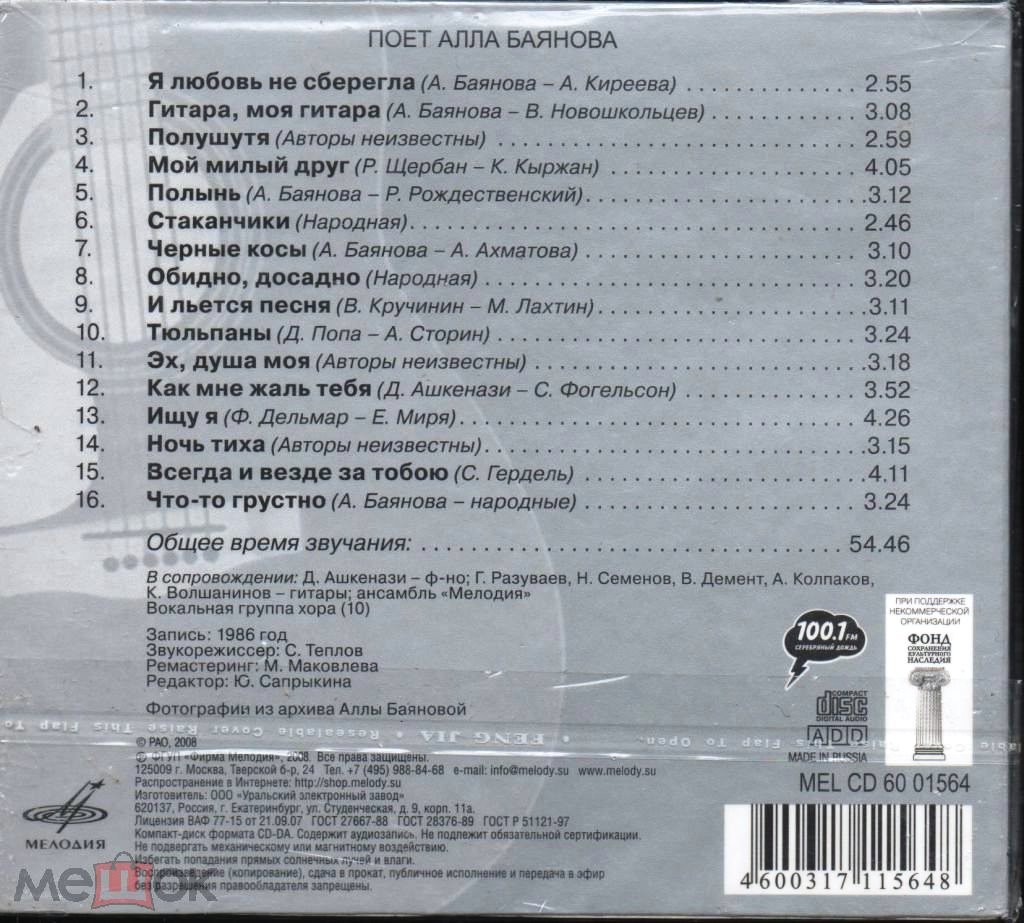 ПОЕТ АЛЛА БАЯНОВА
1. Я любовь не сберегла (А. Баянова – А. Киреева) 2.55
2. Гитара, моя гитара (А. Баянова – В. Новошкольцев) 3.08
3. Полушутя (Авторы неизвестны) 2.59
4. Мой милый друг (Р. Щербан – К. Кыржан) 4.05
5. Полынь (А. Баянова – Р. Рождественский) 3.12
6. Стаканчики (Народная) 2.46
7. Черные косы (А. Баянова – А. Ахматова) 3.10
8. Обидно, досадно (Народная) 3.20
9. И льется песня (В. Кручинин – М. Лахтин) 3.11
10. Тюльпаны (Д. Попа – А. Сторин) 3.24
11. Эх, душа моя (Авторы неизвестны) 3.18
12. Как мне жаль тебя (Д. Ашкенази – С. Фогельсон) 3.52
13. Ищу я (Ф. Дельмар – Е. Миря) 4.26
14. Ночь тиха (Авторы неизвестны) 3.15
15. Всегда и везде за тобою (С. Гердель) 4.11
16. Что-то грустно (А. Баянова – народные) 3.24
Общее время звучания: 54.46
В сопровождении: Д. Ашкенази – ф-но; Г. Разуваев, Н. Семенов, В. Демент, А. Колпаков,
К. Волшанинов – гитары; ансамбль «Мелодия»
Вокальная группа хора (10)
Запись: 1986 год
Звукорежиссер: С. Теплов
Ремастеринг: М. Маковлева
Редактор: Ю. Сапрыкина
Фотографии из архива Аллы Баяновой
100.1 FM
СЕРЕБРЯНЫЙ ДОЖДЬ
ПРИ ПОДДЕРЖКЕ
НЕКОММЕРЧЕСКОЙ
ОРГАНИЗАЦИИ
ФОНД
СОХРАНЕНИЯ
КУЛЬТУРНОГО
НАСЛЕДИЯ
COMPACT
disc
DIGITAL AUDIO
ADD
MADE IN RUSSIA
MEL CD 60 01564
To Open. • FENG JIA • Resealable Cover Raise This Flap To
© РАО, 2008
℗ ФГУП «Фирма Мелодия», 2008. Все права защищены.
125009 г. Москва, Тверской б-р, 24 Тел. +7 (495) 988-84-68 e-mail: info@melody.su www.melody.su
Распространение в Интернете: http://shop.melody.su
Изготовитель: ООО «Уральский электронный завод»
620137, Россия, г. Екатеринбург, ул. Студенческая, д. 9, корп. 11а.
Лицензия ВАФ 77-15 от 21.09.07 ГОСТ 27667-88 ГОСТ 28376-89 ГОСТ Р 51121-97
Компакт-диск формата CD-DA. Содержит аудиозапись. Не подлежит обязательной сертификации.
Не подвергать механическому или магнитному воздействию.
Избегать попадания прямых солнечных лучей и влаги.
Воспроизведение (копирование), сдача в прокат, публичное исполнение и передача в эфир
без разрешения правообладателя запрещены.
МЕЛОДИЯ
мешок
4 600317 115648